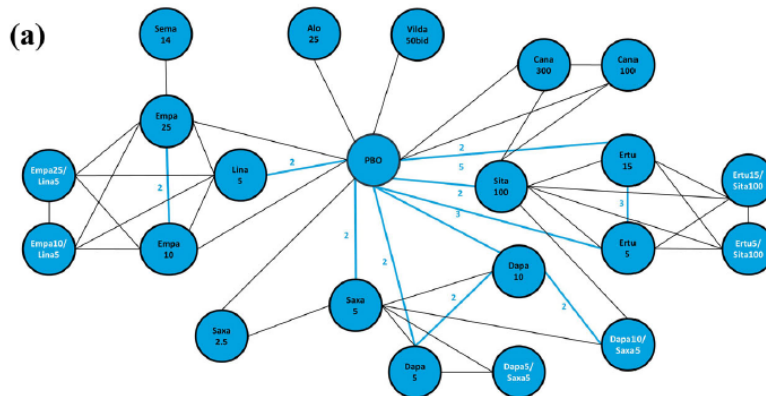 (a)
Sema
14
Alo
25
Vilda
50bid
Cana
300
Cana
100
Empa
25
2
PBO
2
Ertu
15
Empa25/
Lina5
Lina
5
2
5
2
Sita
100
Ertu15/
Sita100
3
3
Empa10/
Lina5
Empa
10
Ertu
5
Ertu5/
Sita100
2
2
Dapa
10
2
2
Saxa
5
Saxa
2.5
Dapa10/
Saxa5
Dapa
5
Dapa5/
Saxa5